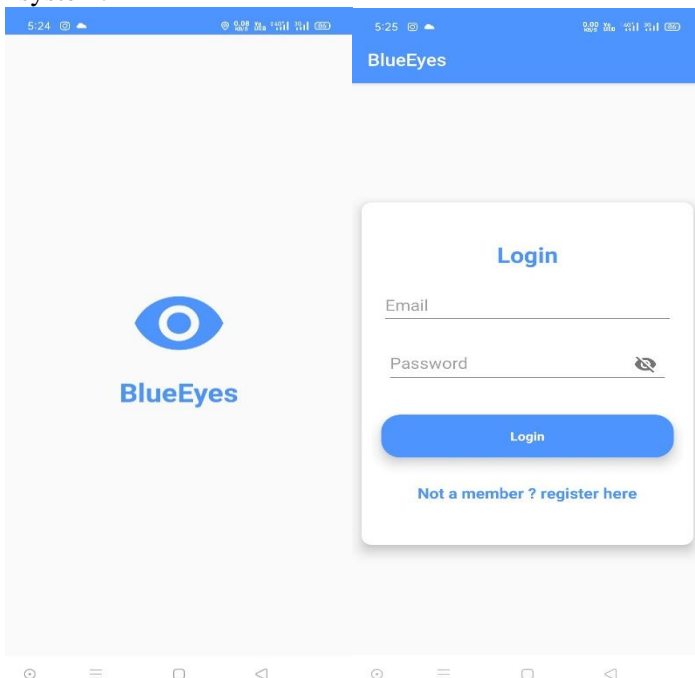 5:24
BlueEyes
5:25
BlueEyes
Login
Email
Password
Login
Not a member ? register here